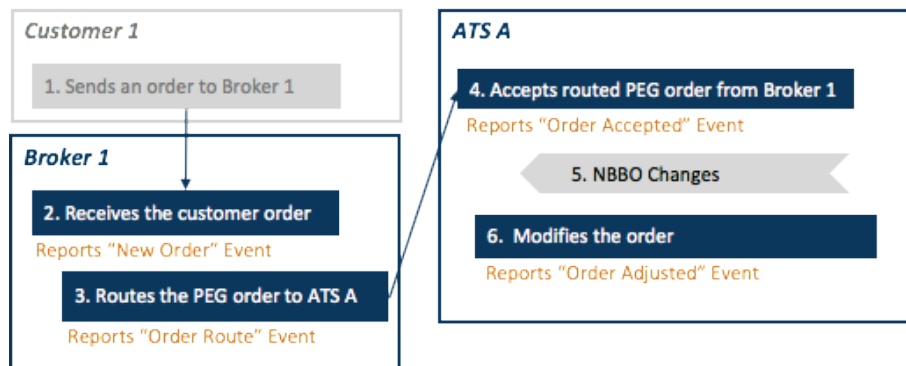 Customer 1
1. Sends an order to Broker 1
Broker 1
2. Receives the customer order
Reports “New Order” Event
3. Routes the PEG order to ATS A
Reports “Order Route” Event
ATS A
4. Accepts routed PEG order from Broker 1
Reports “Order Accepted” Event
5. NBBO Changes
6. Modifies the order
Reports “Order Adjusted” Event